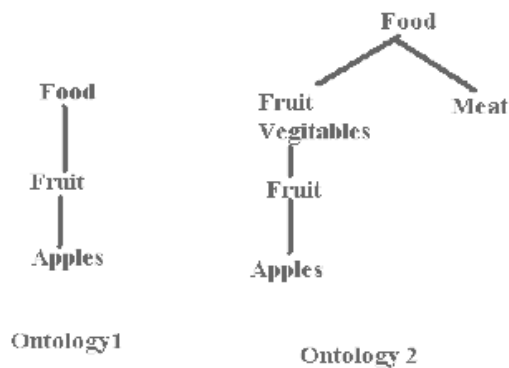 Food
Fruit
Apples
Ontology1
Food
Fruit
Vegitables
Meat
Fruit
Apples
Ontology 2